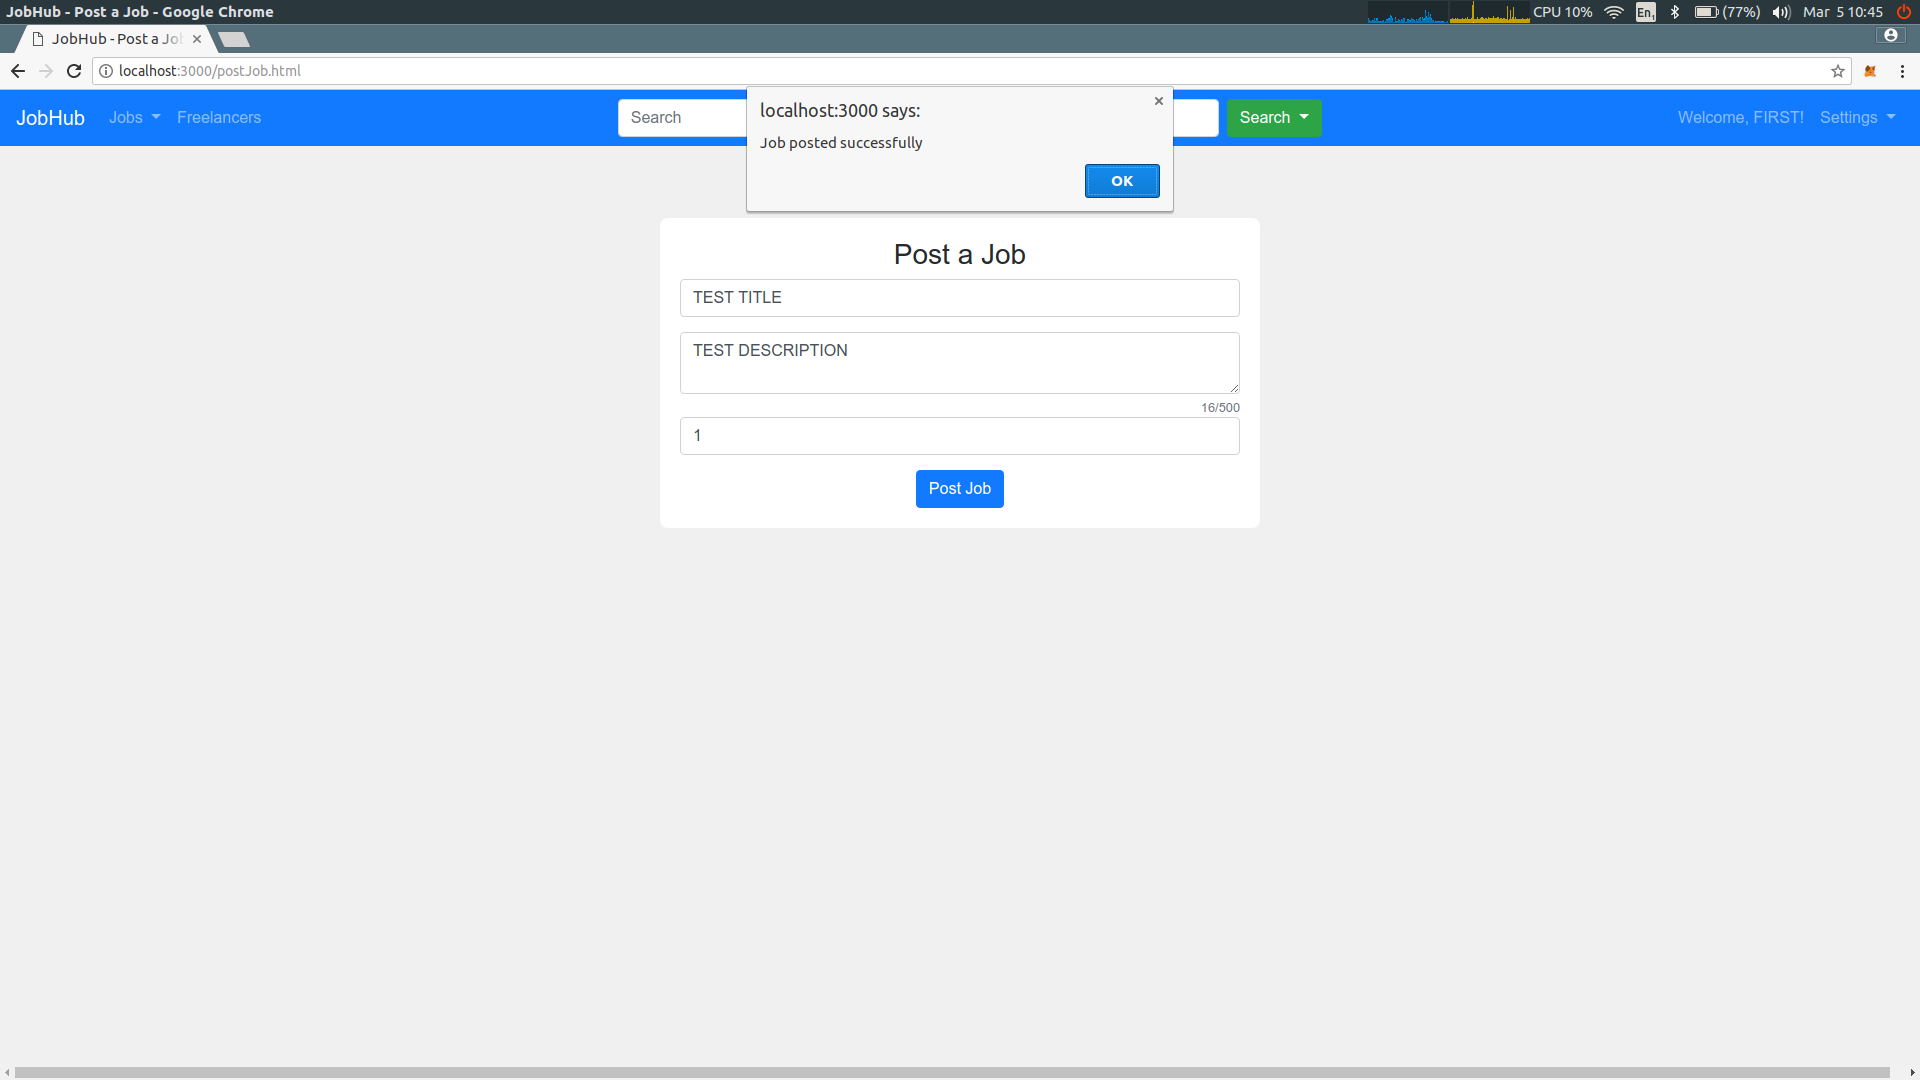 JobHub - Post a Job - Google Chrome
CPU 10%
En1
(77%)
Mar 5 10:45
JobHub - Post a Jo
localhost:3000/postJob.html
JobHub
Jobs
Freelancers
Search
Search
Welcome, FIRST!
Settings
localhost:3000 says:
Job posted successfully
OK
Post a Job
TEST TITLE
TEST DESCRIPTION
16/500
1
Post Job